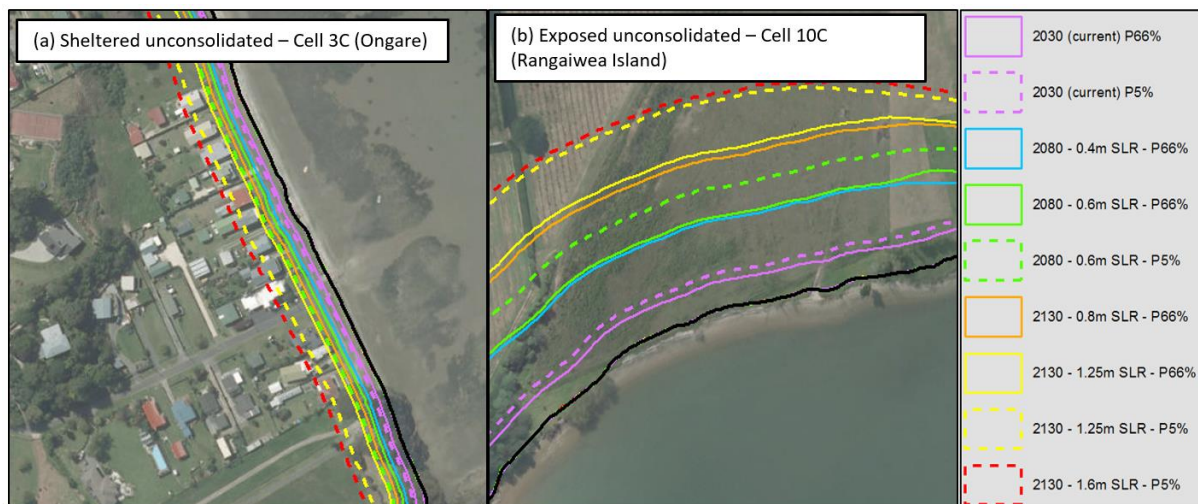 (a) Sheltered unconsolidated – Cell 3C (Ongare)
(b) Exposed unconsolidated – Cell 10C
(Rangaiwea Island)
2030 (current) P66%
2030 (current) P5%
2080 - 0.4m SLR - P66%
2080 - 0.6m SLR - P66%
2080 - 0.6m SLR - P5%
2130 - 0.8m SLR - P66%
2130 - 1.25m SLR - P66%
2130 - 1.25m SLR - P5%
2130 - 1.6m SLR - P5%